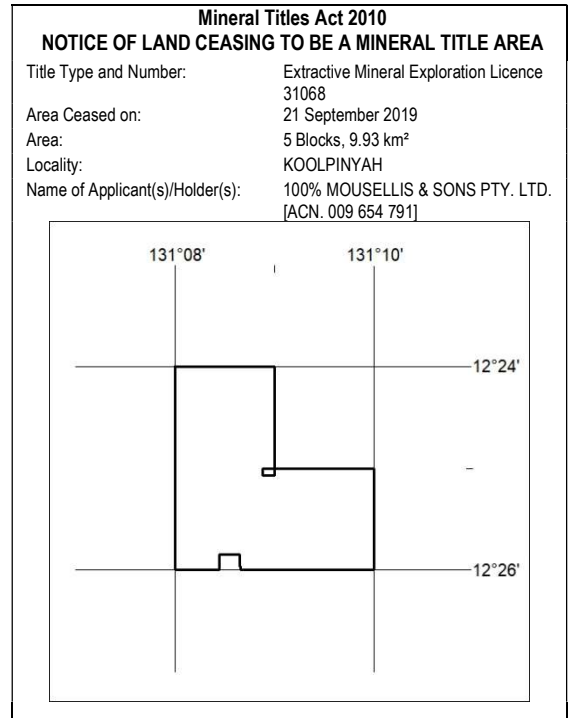 Mineral Titles Act 2010
NOTICE OF LAND CEASING TO BE A MINERAL TITLE AREA
Title Type and Number: Extractive Mineral Exploration Licence
31068
Area Ceased on: 21 September 2019
Area: 5 Blocks, 9.93 km²
Locality: KOOLPINYAH
Name of Applicant(s)/Holder(s): 100% MOUSELLIS & SONS PTY. LTD.
[ACN. 009 654 791]
131°08' 131°10'
12°24'
12°26'